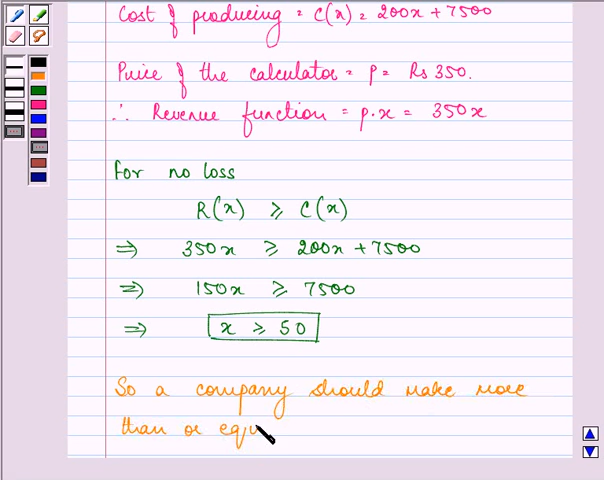 Cost of producing = C(x) = 200x + 7500
Price of the calculator = p = Rs 350.
∴ Revenue function = p.x = 350x
For no loss
R(x) ≥ C(x)
⇒ 350x ≥ 200x + 7500
⇒ 150x ≥ 7500
⇒ x ≥ 50
So a company should make more
than or equ